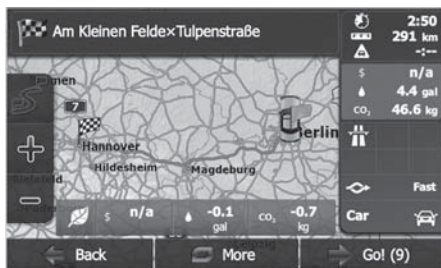 Am Kleinen Felde×Tulpenstraße
2:50
291 km
-:--
$ n/a
4.4 gal
CO₂ 46.6 kg
7
Hannover
Hildesheim
Magdeburg
erlin
$ n/a
-0.1 gal
CO₂ -0.7 kg
Fast
Car
Back
More
Go! (9)